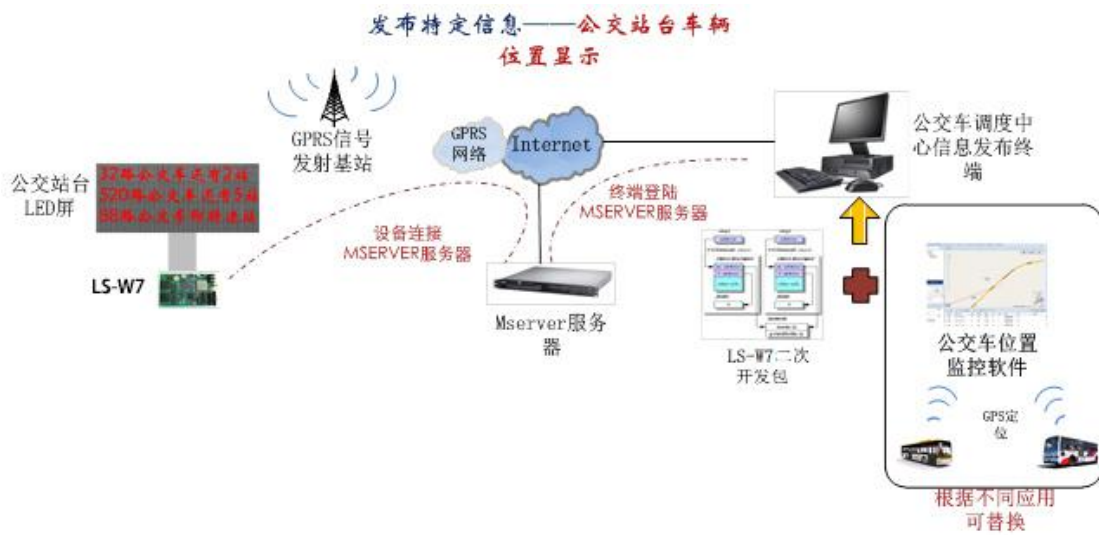 发布特定信息——公交站台车辆
位置显示
GPRS信号
发射基站
GPRS
网络
Internet
公交车调度中
心信息发布终
端
公交站台
LED屏
32路公交车还有2站
520路公交车还有5站
88路公交车即将进站
LS-W7
设备连接
MSERVER服务器
终端登陆
MSERVER服务器
Mserver服务
器
LS-W7二次
开发包
公交车位置
监控软件
GPS定
位
根据不同应用
可替换